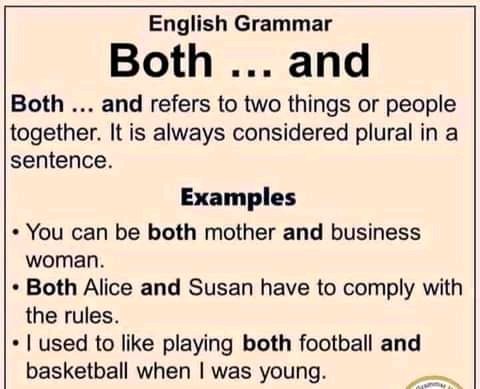 English Grammar
Both ... and
Both ... and refers to two things or people
together. It is always considered plural in a
sentence.
Examples
• You can be both mother and business
woman.
• Both Alice and Susan have to comply with
the rules.
• I used to like playing both football and
basketball when I was young.